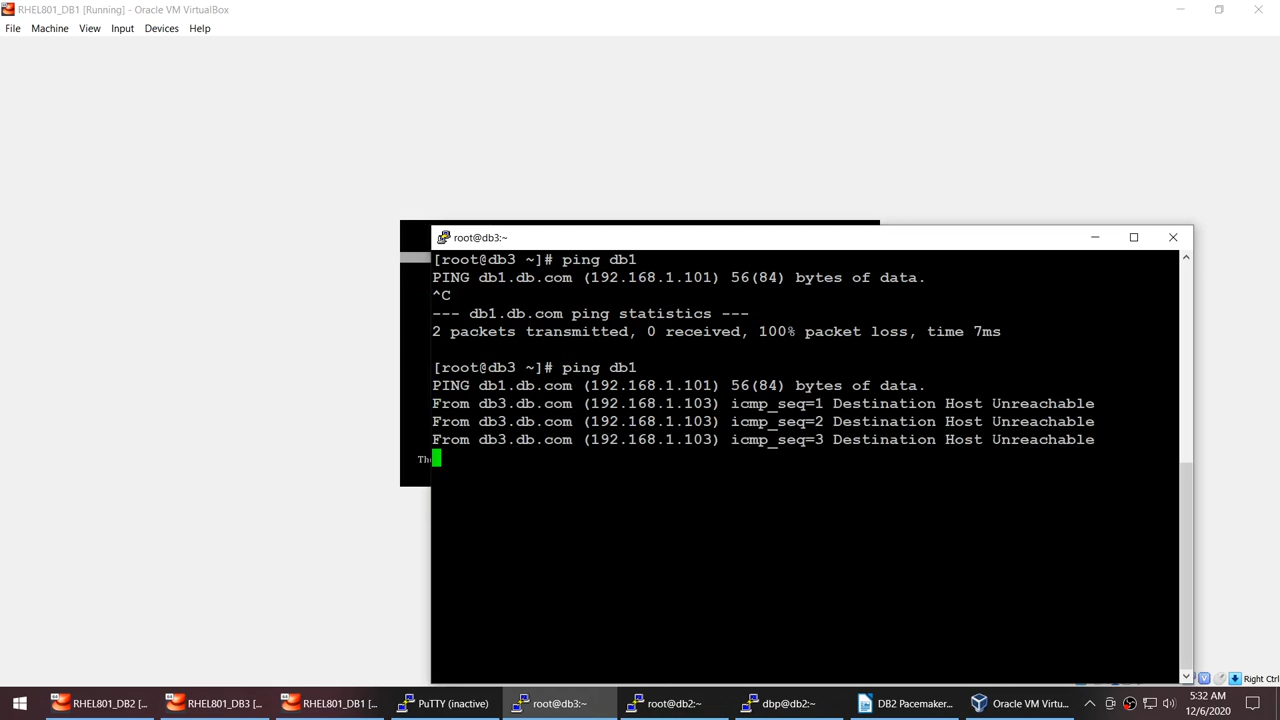 RHEL801_DB1 [Running] - Oracle VM VirtualBox
File Machine View Input Devices Help
root@db3:~
[root@db3 ~]# ping db1
PING db1.db.com (192.168.1.101) 56(84) bytes of data.
^C
--- db1.db.com ping statistics ---
2 packets transmitted, 0 received, 100% packet loss, time 7ms
[root@db3 ~]# ping db1
PING db1.db.com (192.168.1.101) 56(84) bytes of data.
From db3.db.com (192.168.1.103) icmp_seq=1 Destination Host Unreachable
From db3.db.com (192.168.1.103) icmp_seq=2 Destination Host Unreachable
From db3.db.com (192.168.1.103) icmp_seq=3 Destination Host Unreachable
The
Right Ctrl
RHEL801_DB2 [... RHEL801_DB3 [... RHEL801_DB1 [... PuTTY (inactive) root@db3:~ root@db2:~ dbp@db2:~ DB2 Pacemaker... Oracle VM Virtu...
5:32 AM
12/6/2020